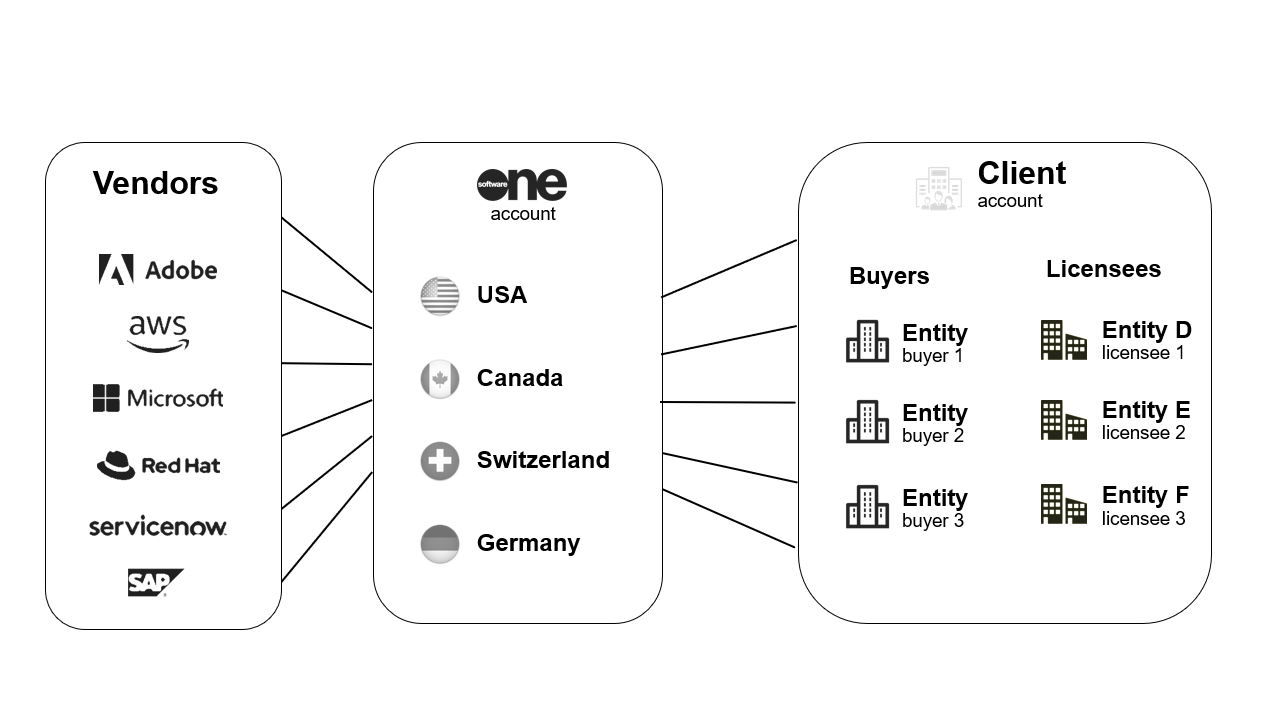 Vendors
Adobe
aws
Microsoft
Red Hat
servicenow.
SAP
software one
account
USA
Canada
Switzerland
Germany
Client
account
Buyers
Entity
buyer 1
Entity
buyer 2
Entity
buyer 3
Licensees
Entity D
licensee 1
Entity E
licensee 2
Entity F
licensee 3